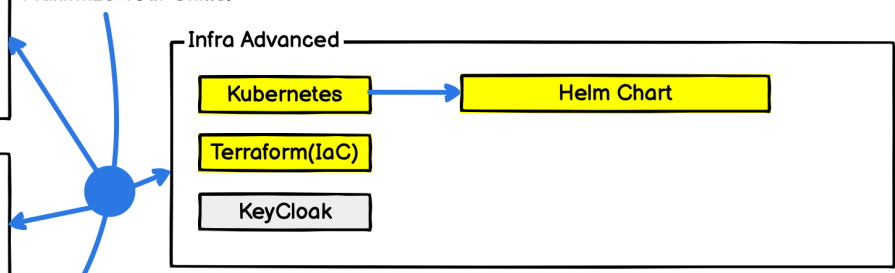 Infra Advanced
Kubernetes
Helm Chart
Terraform(IaC)
KeyCloak